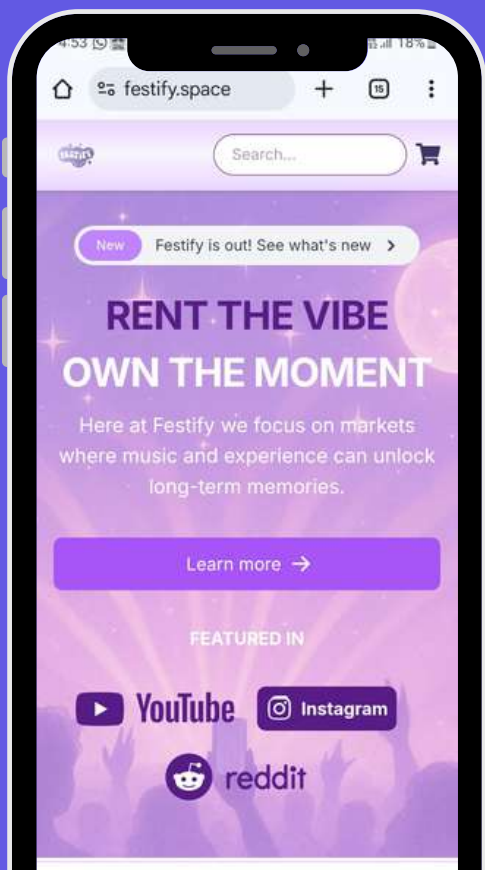 4:53
18%
festify.space
15
Search...
New Festify is out! See what's new
RENT THE VIBE
OWN THE MOMENT
Here at Festify we focus on markets
where music and experience can unlock
long-term memories.
Learn more
FEATURED IN
YouTube Instagram
reddit